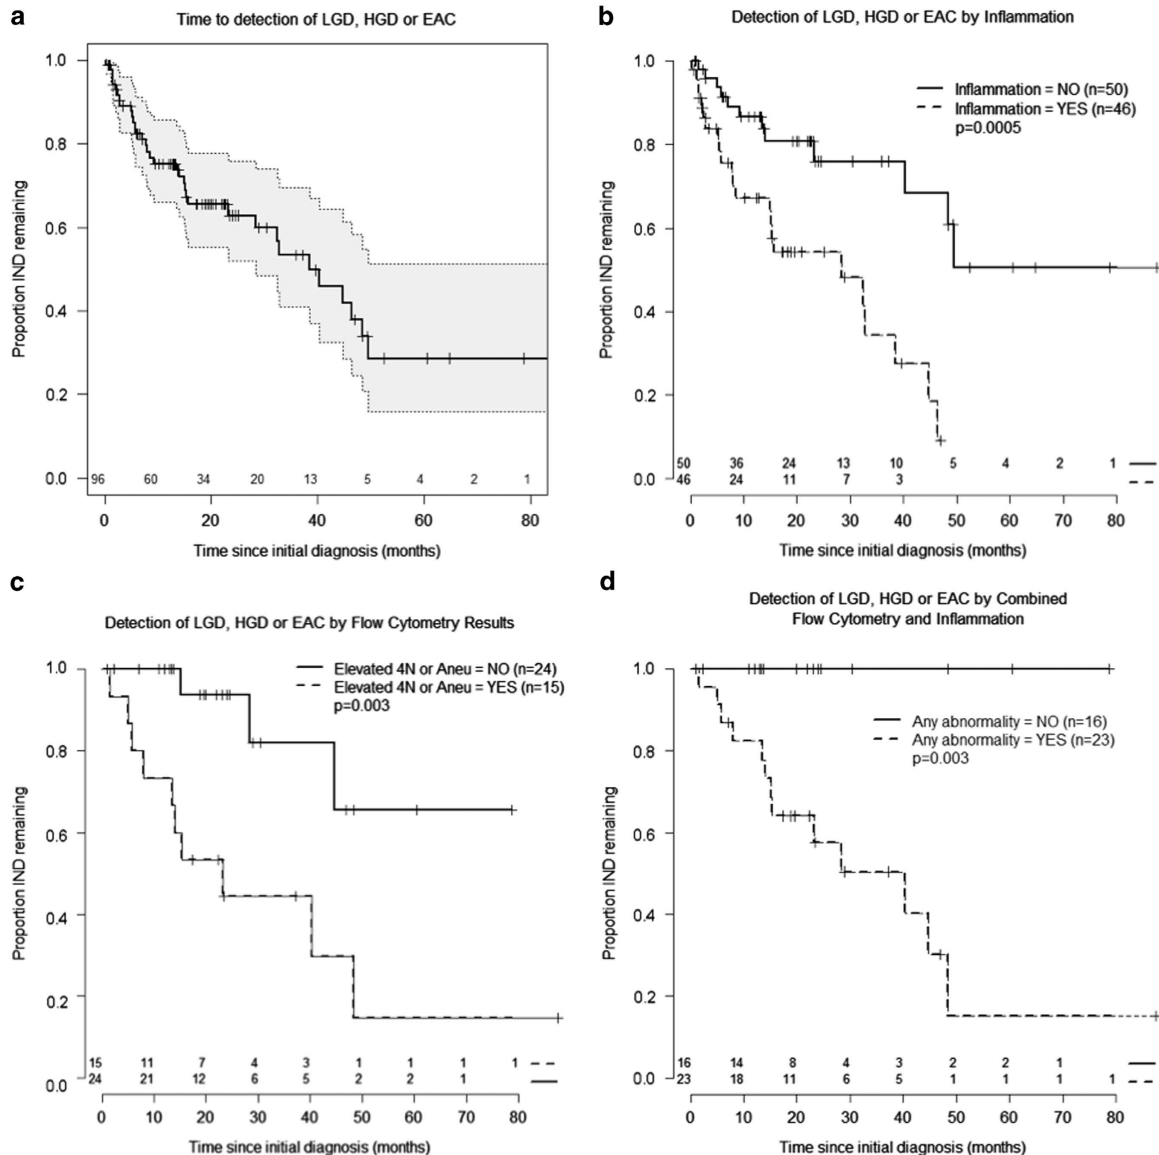 a
Time to detection of LGD, HGD or EAC
Proportion IND remaining
1.0
0.8
0.6
0.4
0.2
0.0
96 60 34 20 13 5 4 2 1
0 20 40 60 80
Time since initial diagnosis (months)
b
Detection of LGD, HGD or EAC by Inflammation
Inflammation = NO (n=50)
Inflammation = YES (n=46)
p=0.0005
Proportion IND remaining
1.0
0.8
0.6
0.4
0.2
0.0
50 36 24 13 10 5 4 2 1
46 24 11 7 3
0 10 20 30 40 50 60 70 80
Time since initial diagnosis (months)
c
Detection of LGD, HGD or EAC by Flow Cytometry Results
Elevated 4N or Aneu = NO (n=24)
Elevated 4N or Aneu = YES (n=15)
p=0.003
Proportion IND remaining
1.0
0.8
0.6
0.4
0.2
0.0
15 11 7 4 3 1 1 1 1
24 21 12 6 5 2 2 1
0 10 20 30 40 50 60 70 80
Time since initial diagnosis (months)
d
Detection of LGD, HGD or EAC by Combined
Flow Cytometry and Inflammation
Any abnormality = NO (n=16)
Any abnormality = YES (n=23)
p=0.003
Proportion IND remaining
1.0
0.8
0.6
0.4
0.2
0.0
16 14 8 4 3 2 2 1
23 18 11 6 5 1 1 1 1
0 10 20 30 40 50 60 70 80
Time since initial diagnosis (months)